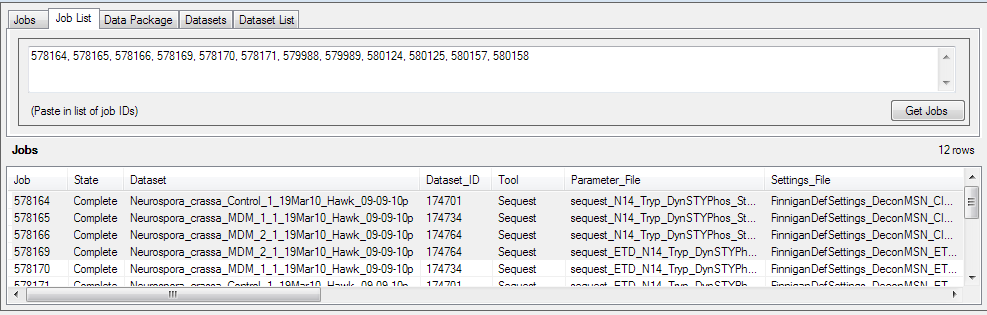 Jobs Job List Data Package Datasets Dataset List
578164, 578165, 578166, 578169, 578170, 578171, 579988, 579989, 580124, 580125, 580157, 580158
(Paste in list of job IDs) Get Jobs
Jobs 12 rows
Job State Dataset Dataset_ID Tool Parameter_File Settings_File
578164 Complete Neurospora_crassa_Control_1_19Mar10_Hawk_09-09-10p 174701 Sequest sequest_N14_Tryp_DynSTYPhos_St... FinniganDefSettings_DeconMSN_CI...
578165 Complete Neurospora_crassa_MDM_1_1_19Mar10_Hawk_09-09-10p 174734 Sequest sequest_N14_Tryp_DynSTYPhos_St... FinniganDefSettings_DeconMSN_CI...
578166 Complete Neurospora_crassa_MDM_2_1_19Mar10_Hawk_09-09-10p 174764 Sequest sequest_N14_Tryp_DynSTYPhos_St... FinniganDefSettings_DeconMSN_CI...
578169 Complete Neurospora_crassa_MDM_2_1_19Mar10_Hawk_09-09-10p 174764 Sequest sequest_ETD_N14_Tryp_DynSTYPh... FinniganDefSettings_DeconMSN_ET...
578170 Complete Neurospora_crassa_MDM_1_1_19Mar10_Hawk_09-09-10p 174734 Sequest sequest_ETD_N14_Tryp_DynSTYPh... FinniganDefSettings_DeconMSN_ET...
578171 Complete Neurospora_crassa_Control_1_19Mar10_Hawk_09-09-10p 174701 Sequest sequest_ETD_N14_Tryp_DynSTYPh... FinniganDefSettings_DeconMSN_ET...